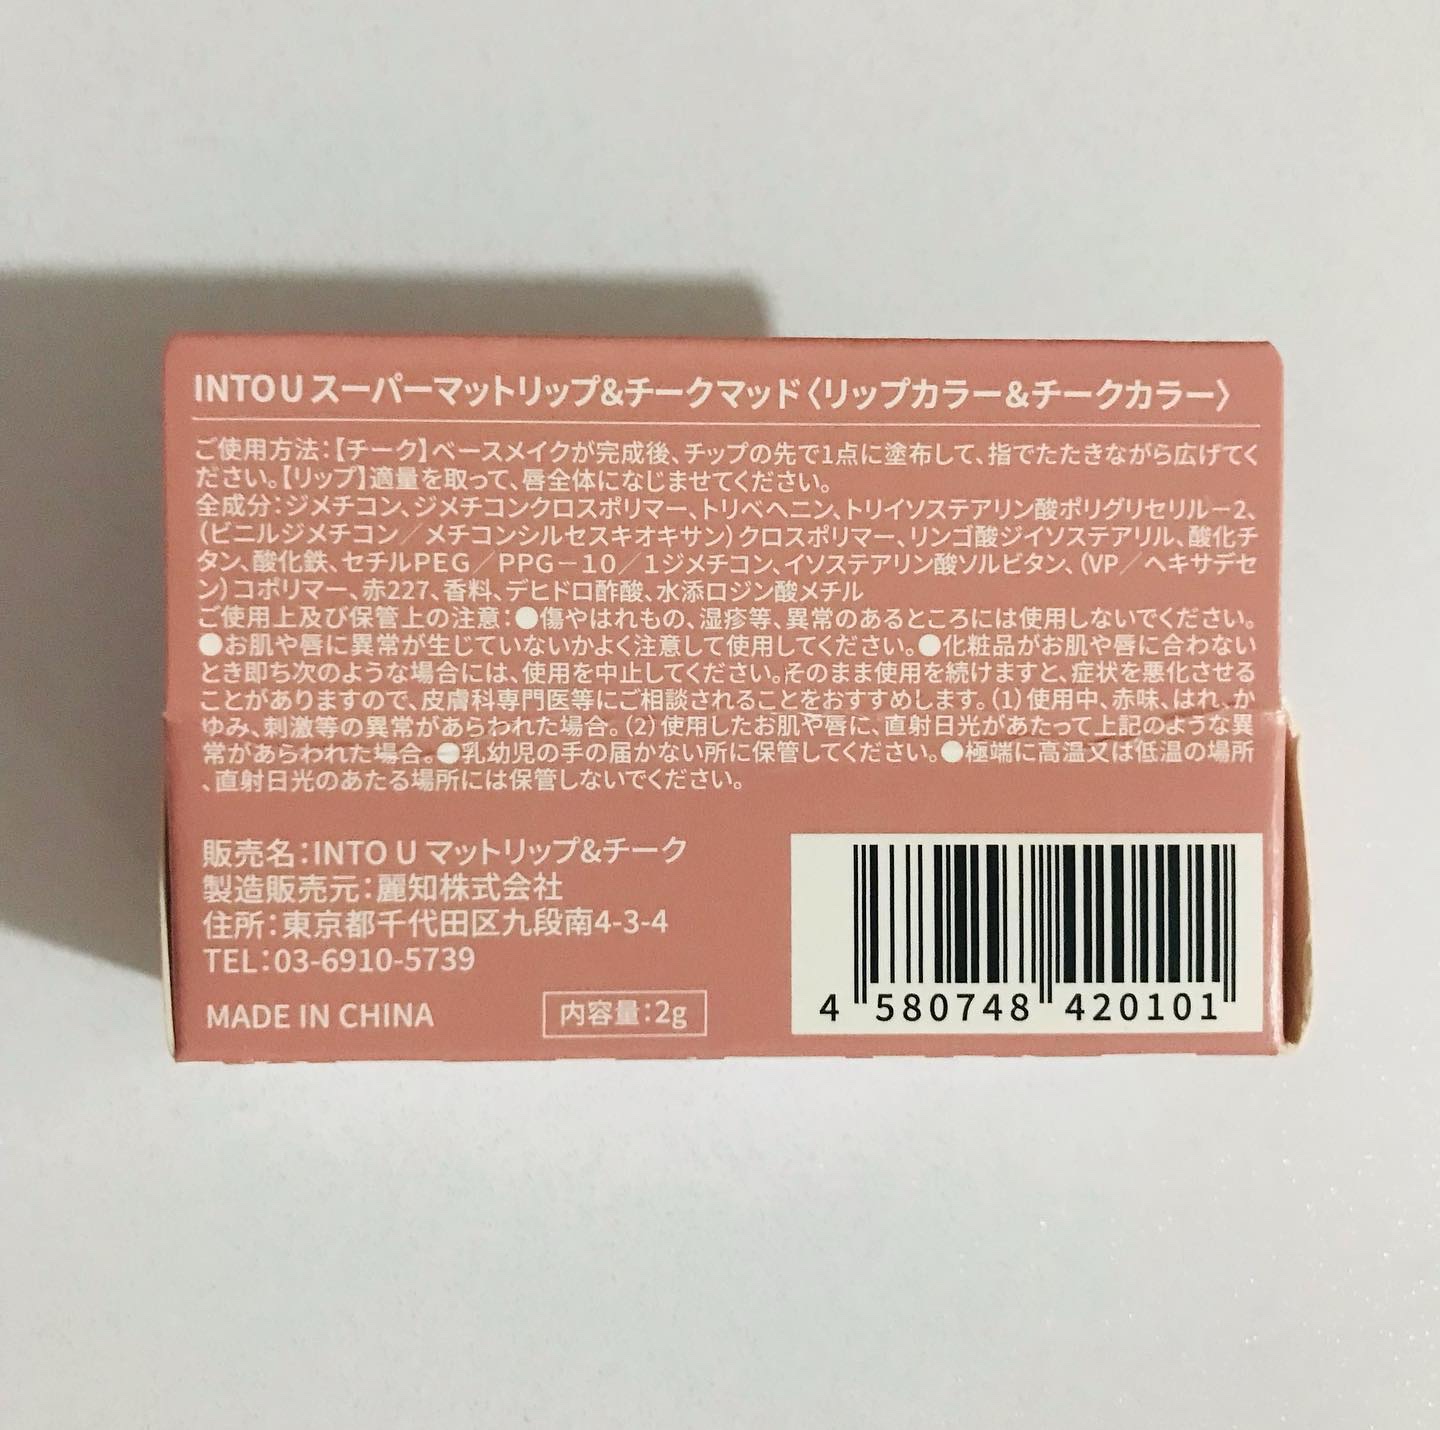 INTO U スーパーマットリップ&チークマッド〈リップカラー&チークカラー〉
ご使用方法：【チーク】ベースメイクが完成後、チップの先で1点に塗布して、指でたたきながら広げてく
ださい。【リップ】適量を取って、唇全体になじませてください。
全成分：ジメチコン、ジメチコンクロスポリマー、トリベヘニン、トリイソステアリン酸ポリグリセリル－2、
（ビニルジメチコン／メチコンシルセスキオキサン）クロスポリマー、リンゴ酸ジイソステアリル、酸化チ
タン、酸化鉄、セチルPEG／PPG－10／1ジメチコン、イソステアリン酸ソルビタン、（VP／ヘキサデセ
ン）コポリマー、赤227、香料、デヒドロ酢酸、水添ロジン酸メチル
ご使用上及び保管上の注意：●傷やはれもの、湿疹等、異常のあるところには使用しないでください。
●お肌や唇に異常が生じていないかよく注意して使用してください。●化粧品がお肌や唇に合わない
とき即ち次のような場合には、使用を中止してください。そのまま使用を続けますと、症状を悪化させる
ことがありますので、皮膚科専門医等にご相談されることをおすすめします。（1）使用中、赤味、はれ、か
ゆみ、刺激等の異常があらわれた場合。（2）使用したお肌や唇に、直射日光があたって上記のような異
常があらわれた場合。●乳幼児の手の届かない所に保管してください。●極端に高温又は低温の場所
、直射日光のあたる場所には保管しないでください。
販売名：INTO U マットリップ&チーク
製造販売元：麗知株式会社
住所：東京都千代田区九段南4-3-4
TEL：03-6910-5739
MADE IN CHINA
内容量：2g
4 580748 420101